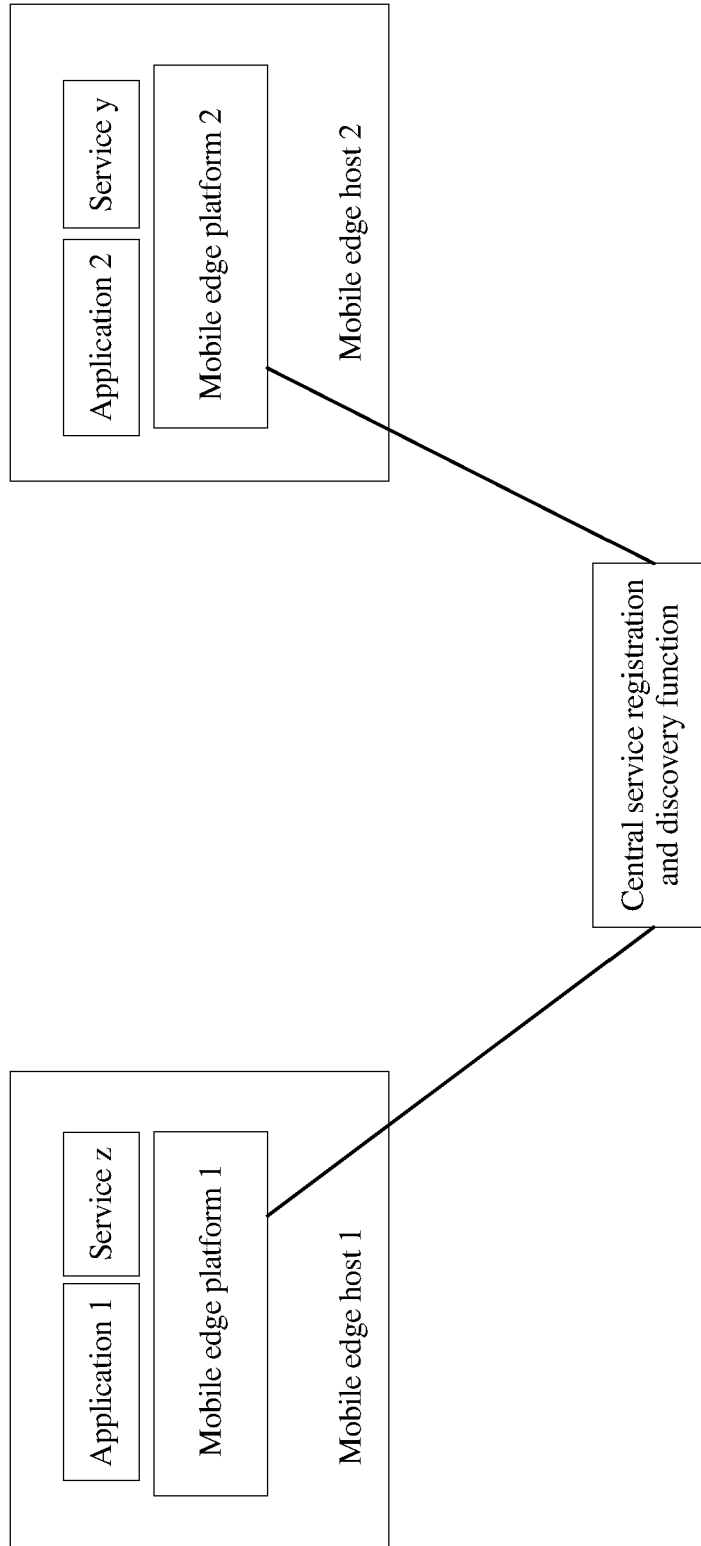 Application 1
Service z
Mobile edge platform 1
Mobile edge host 1
Application 2
Service y
Mobile edge platform 2
Mobile edge host 2
Central service registration
and discovery function